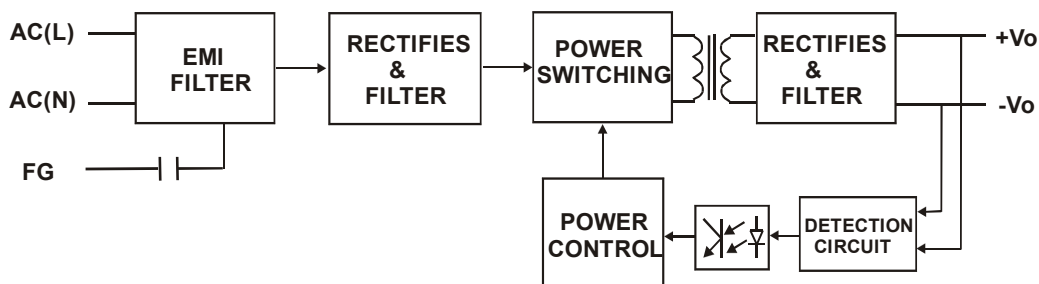 AC(L)
AC(N)
FG
EMI
FILTER
RECTIFIES
&
FILTER
POWER
SWITCHING
RECTIFIES
&
FILTER
+Vo
-Vo
POWER
CONTROL
DETECTION
CIRCUIT